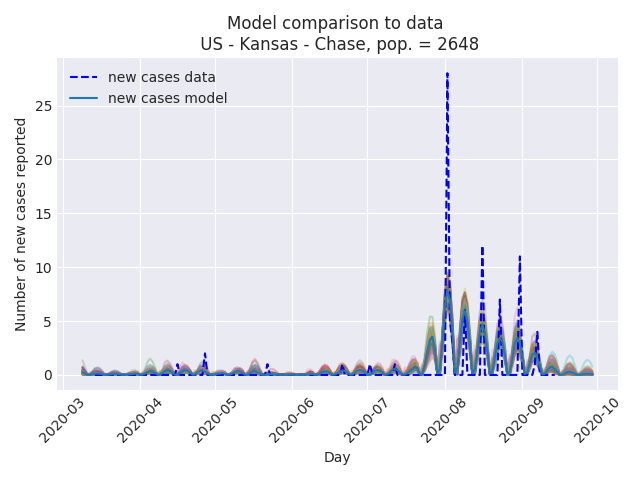 Model comparison to data
US - Kansas - Chase, pop. = 2648
new cases data
new cases model
Number of new cases reported
25
20
15
10
5
0
2020-03
2020-04
2020-05
2020-06
2020-07
2020-08
2020-09
2020-10
Day